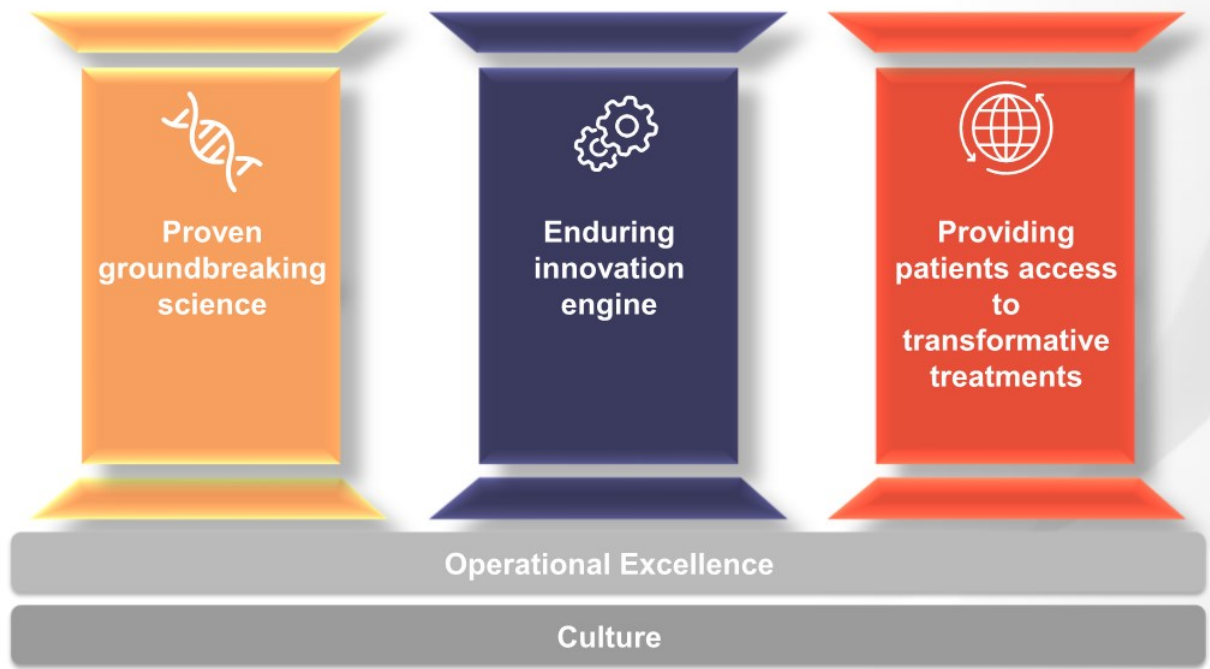 Proven
groundbreaking
science
Enduring
innovation
engine
Providing
patients access
to
transformative
treatments
Operational Excellence
Culture